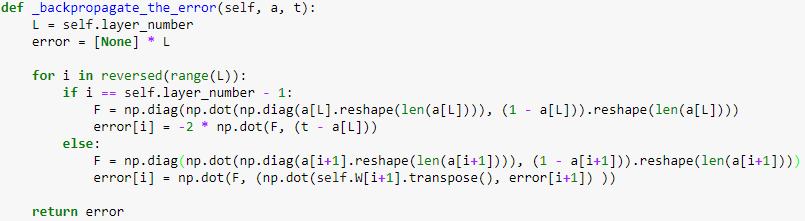 def _backpropagate_the_error(self, a, t):
    L = self.layer_number
    error = [None] * L

    for i in reversed(range(L)):
        if i == self.layer_number - 1:
            F = np.diag(np.dot(np.diag(a[L].reshape(len(a[L]))), (1 - a[L])).reshape(len(a[L])))
            error[i] = -2 * np.dot(F, (t - a[L]))
        else:
            F = np.diag(np.dot(np.diag(a[i+1].reshape(len(a[i+1]))), (1 - a[i+1])).reshape(len(a[i+1])))
            error[i] = np.dot(F, (np.dot(self.W[i+1].transpose(), error[i+1]) ))

    return error